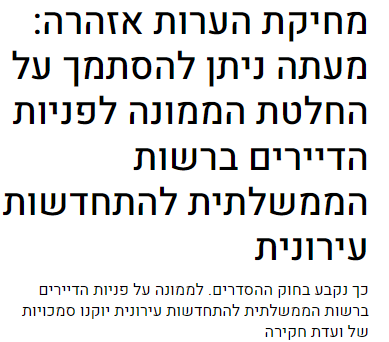 מחיקת הערות אזהרה:
מעתה ניתן להסתמך על
החלטת הממונה לפניות
הדיירים ברשות
הממשלתית להתחדשות
עירונית
כך נקבע בחוק ההסדרים. לממונה על פניות הדיירים
ברשות הממשלתית להתחדשות עירונית יוקנו סמכויות
של ועדת חקירה